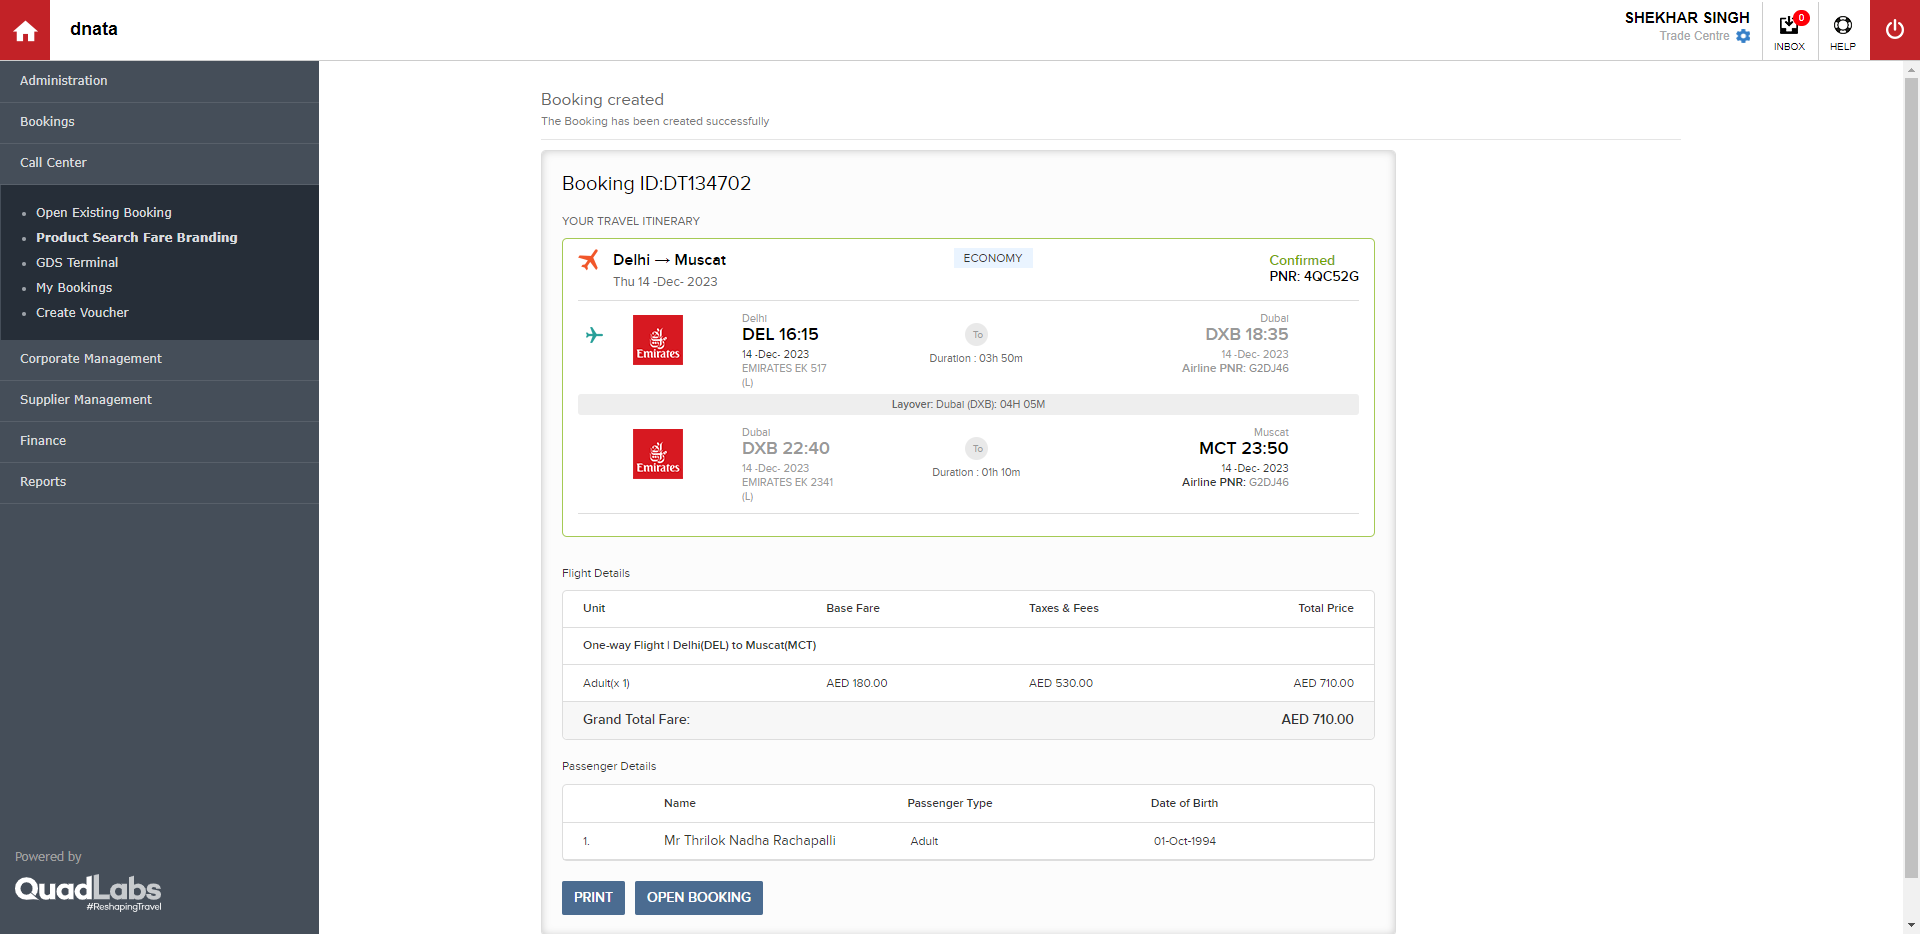 dnata
SHEKHAR SINGH
Trade Centre
0
INBOX
HELP
Administration
Bookings
Call Center
Open Existing Booking
Product Search Fare Branding
GDS Terminal
My Bookings
Create Voucher
Corporate Management
Supplier Management
Finance
Reports
Powered by
QuadLabs
#ReshapingTravel
Booking created
The Booking has been created successfully
Booking ID:DT134702
YOUR TRAVEL ITINERARY
Delhi → Muscat
ECONOMY
Confirmed
Thu 14 -Dec- 2023
PNR: 4QC52G
Emirates
Delhi
DEL 16:15
14 -Dec- 2023
EMIRATES EK 517
(L)
To
Duration : 03h 50m
Dubai
DXB 18:35
14 -Dec- 2023
Airline PNR: G2DJ46
Layover: Dubai (DXB): 04H 05M
Emirates
Dubai
DXB 22:40
14 -Dec- 2023
EMIRATES EK 2341
(L)
To
Duration : 01h 10m
Muscat
MCT 23:50
14 -Dec- 2023
Airline PNR: G2DJ46
Flight Details
Unit Base Fare Taxes & Fees Total Price
One-way Flight | Delhi(DEL) to Muscat(MCT)
Adult(x 1) AED 180.00 AED 530.00 AED 710.00
Grand Total Fare: AED 710.00
Passenger Details
Name Passenger Type Date of Birth
1. Mr Thrilok Nadha Rachapalli Adult 01-Oct-1994
PRINT
OPEN BOOKING